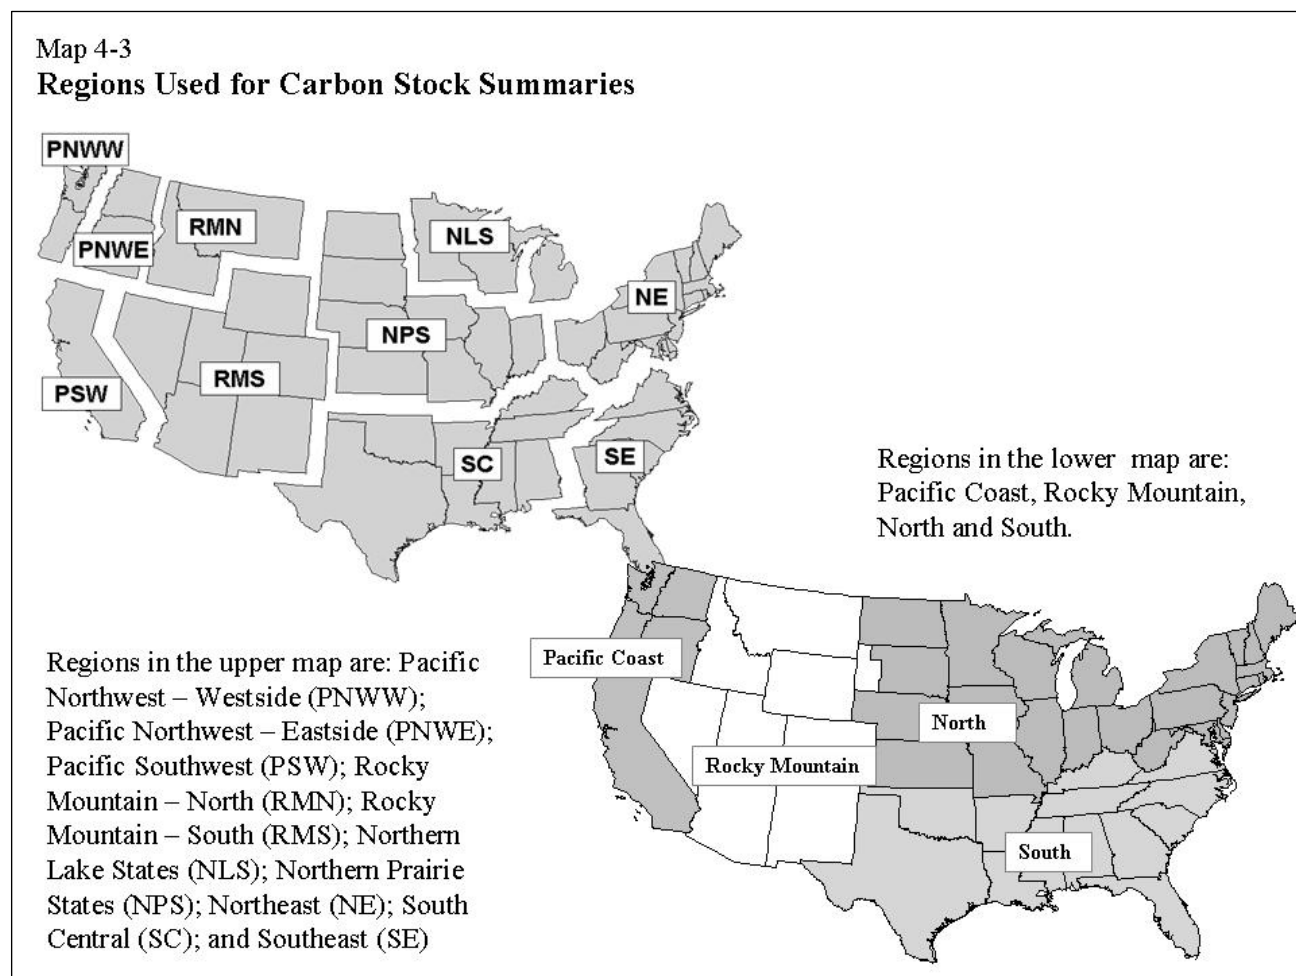 Map 4-3
Regions Used for Carbon Stock Summaries
PNWW
RMN
NLS
PNWE
NE
NPS
RMS
PSW
SC
SE
Regions in the lower map are:
Pacific Coast, Rocky Mountain,
North and South.
Pacific Coast
North
Rocky Mountain
South
Regions in the upper map are: Pacific
Northwest – Westside (PNWW);
Pacific Northwest – Eastside (PNWE);
Pacific Southwest (PSW); Rocky
Mountain – North (RMN); Rocky
Mountain – South (RMS); Northern
Lake States (NLS); Northern Prairie
States (NPS); Northeast (NE); South
Central (SC); and Southeast (SE)